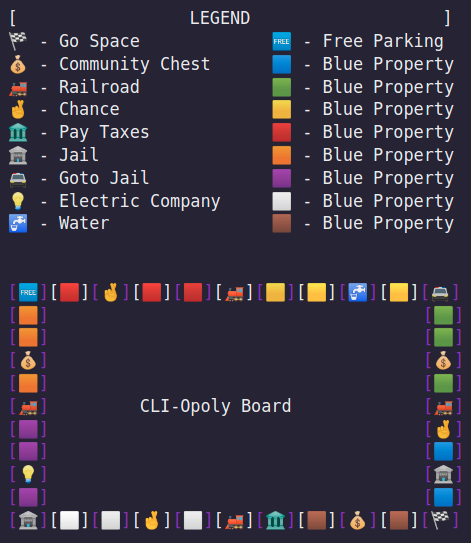 [ LEGEND ]
🏁 - Go Space 🆓 - Free Parking
💰 - Community Chest 🟦 - Blue Property
🚂 - Railroad 🟩 - Blue Property
🤞 - Chance 🟨 - Blue Property
🏛 - Pay Taxes 🟥 - Blue Property
🏦 - Jail 🟧 - Blue Property
🚘 - Goto Jail 🟪 - Blue Property
💡 - Electric Company ⬜ - Blue Property
🚰 - Water 🟫 - Blue Property
[🆓][🟥][🤞][🟥][🟥][🚂][🟨][🟨][🚰][🟨][🚘]
[🟧] [🟩]
[🟧] [🟩]
[💰] [💰]
[🟧] [🟩]
[🚂] CLI-Opoly Board [🚂]
[🟪] [🤞]
[🟪] [🟦]
[💡] [🏦]
[🟪] [🟦]
[🏦][⬜][⬜][🤞][⬜][🚂][🏛][🟫][💰][🟫][🏁]